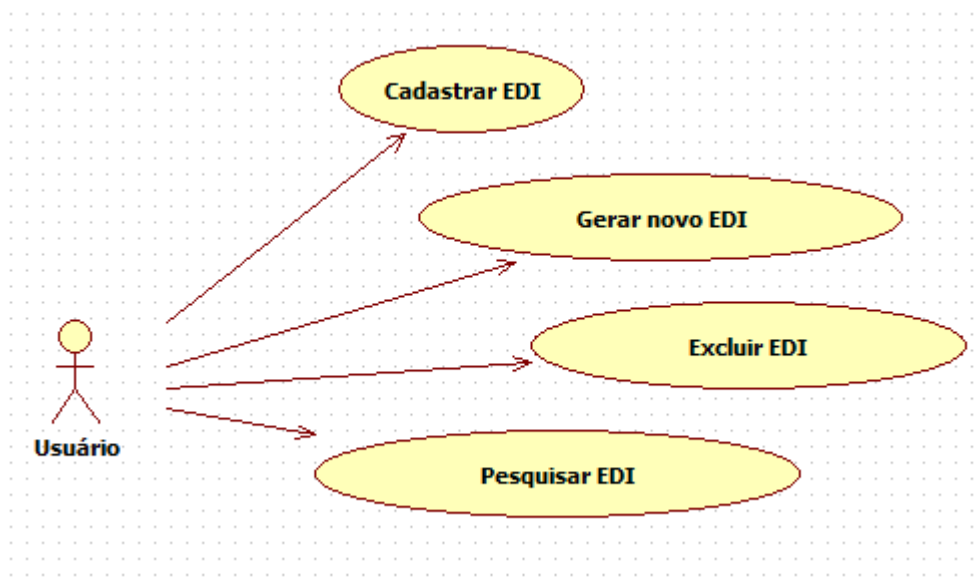 Cadastrar EDI
Gerar novo EDI
Excluir EDI
Usuário
Pesquisar EDI